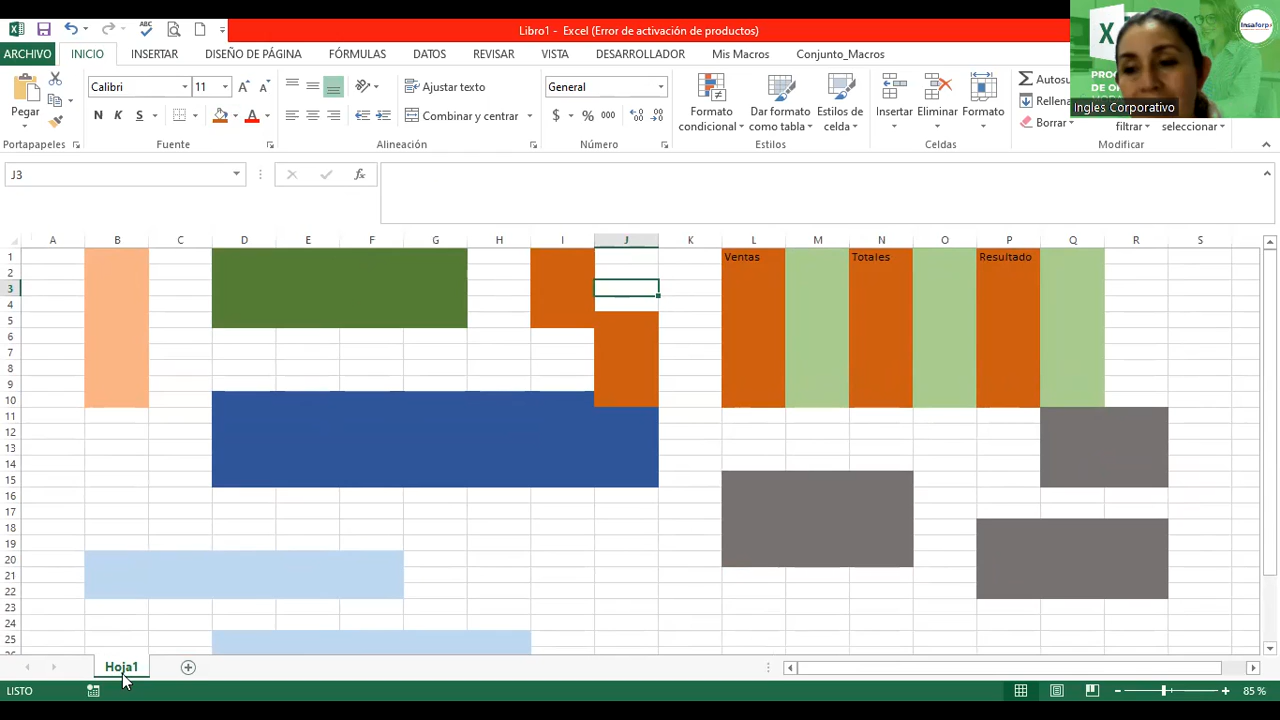 Libro1 - Excel (Error de activación de productos)
ARCHIVO INICIO INSERTAR DISEÑO DE PÁGINA FÓRMULAS DATOS REVISAR VISTA DESARROLLADOR Mis Macros Conjunto_Macros
Pegar
Portapapeles
Calibri 11
N K S
Fuente
Ajustar texto
Combinar y centrar
Alineación
General
$ % 000
Número
Formato condicional
Dar formato como tabla
Estilos de celda
Estilos
Insertar
Eliminar
Formato
Celdas
Autosu
Rellena
Borrar
filtrar
seleccionar
Modificar
Insaforp
Ingles Corporativo
J3
fx
A B C D E F G H I J K L M N O P Q R S
1 Ventas Totales Resultado
2
3
4
5
6
7
8
9
10
11
12
13
14
15
16
17
18
19
20
21
22
23
24
25
Hoja1
LISTO
85 %